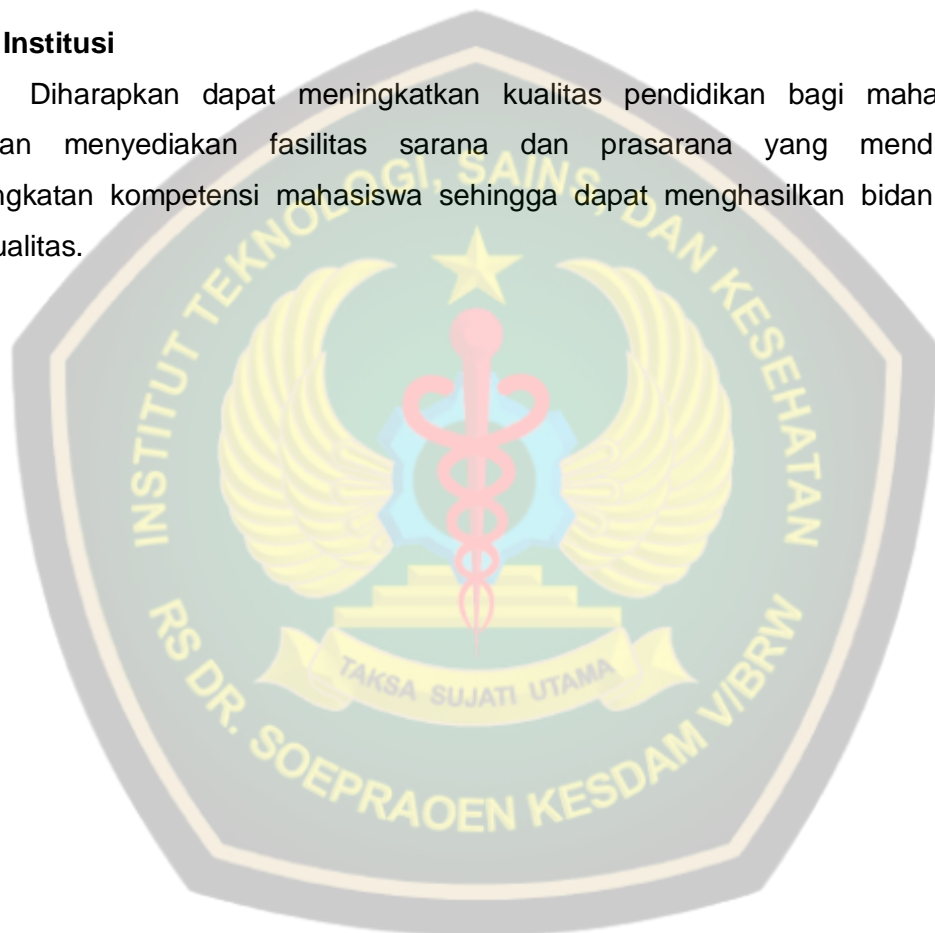 Institusi
Diharapkan dapat meningkatkan kualitas pendidikan bagi maha
an menyediakan fasilitas sarana dan prasarana yang mend
ngkatan kompetensi mahasiswa sehingga dapat menghasilkan bidan
ualitas.
INSTITUT TEKNOLOGI, SAINS, DAN KESEHATAN
TAKSA SUJATI UTAMA
RS DR. SOEPRAOEN KESDAM V/BRW